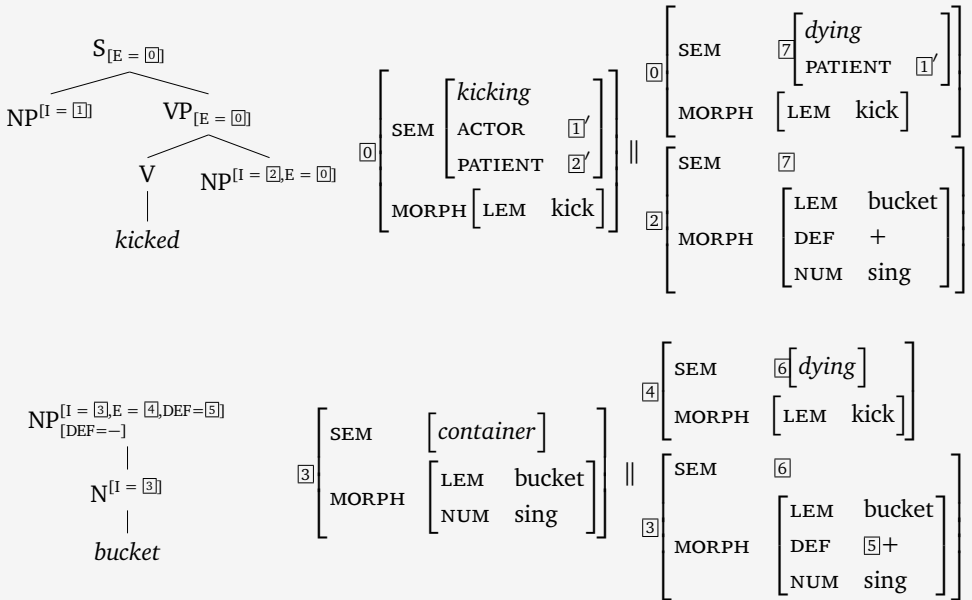 S[E = 0]
NP[I = 1] VP[E = 0]
V NP[I = 2,E = 0]
kicked
0 SEM kicking
ACTOR 1′
PATIENT 2′
MORPH [LEM kick]
||
0 SEM 7 dying
PATIENT 1′
MORPH [LEM kick]
2 SEM 7
MORPH LEM bucket
DEF +
NUM sing
NP[I = 3,E = 4,DEF=5]
[DEF=−]
N[I = 3]
bucket
3 SEM [container]
MORPH LEM bucket
NUM sing
||
4 SEM 6[dying]
MORPH [LEM kick]
3 SEM 6
MORPH LEM bucket
DEF 5+
NUM sing